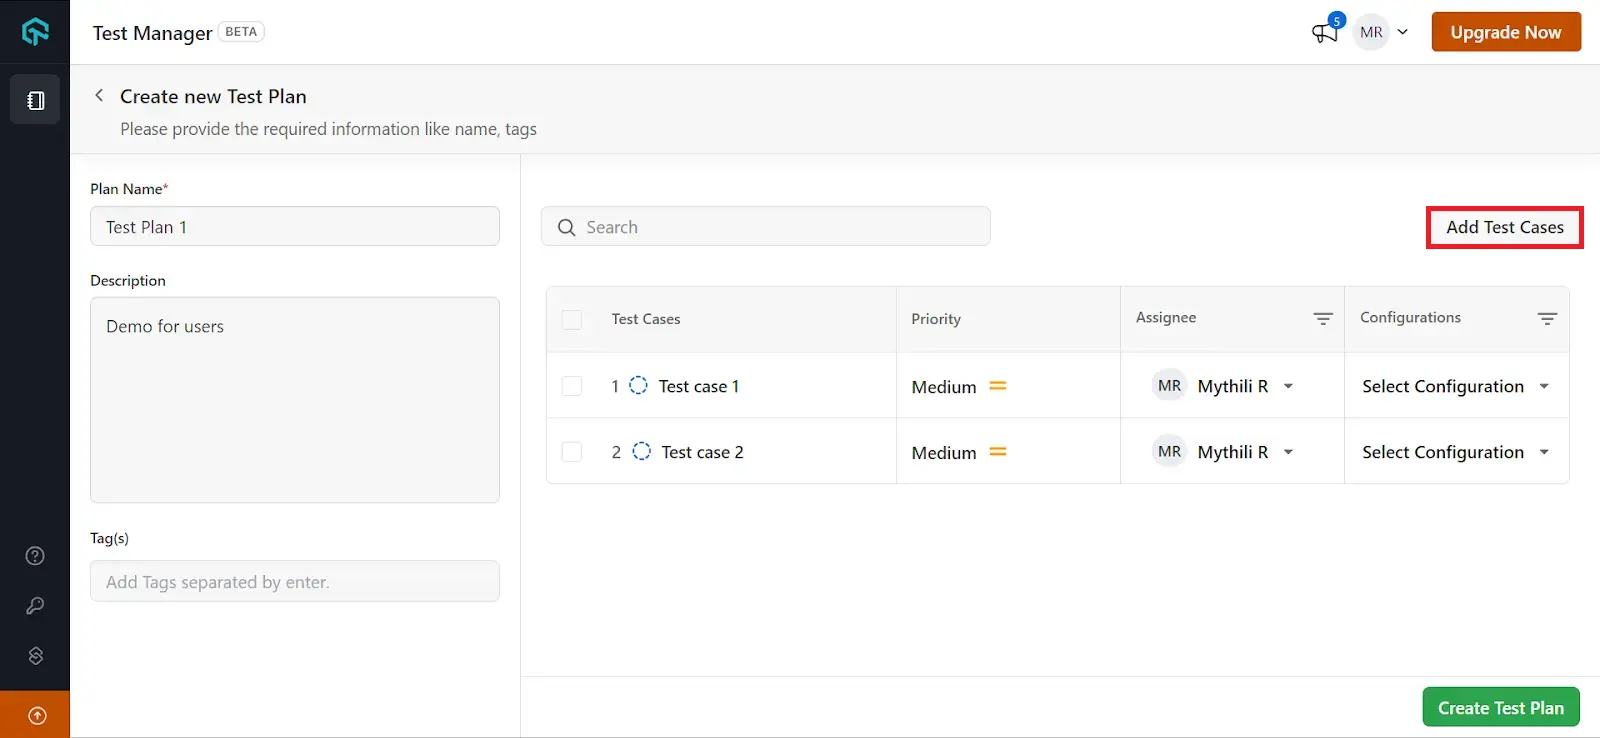 Test Manager BETA
5
MR
Upgrade Now
Create new Test Plan
Please provide the required information like name, tags
Plan Name*
Test Plan 1
Description
Demo for users
Tag(s)
Add Tags separated by enter.
Search
Add Test Cases
Test Cases Priority Assignee Configurations
1 Test case 1 Medium MR Mythili R Select Configuration
2 Test case 2 Medium MR Mythili R Select Configuration
Create Test Plan